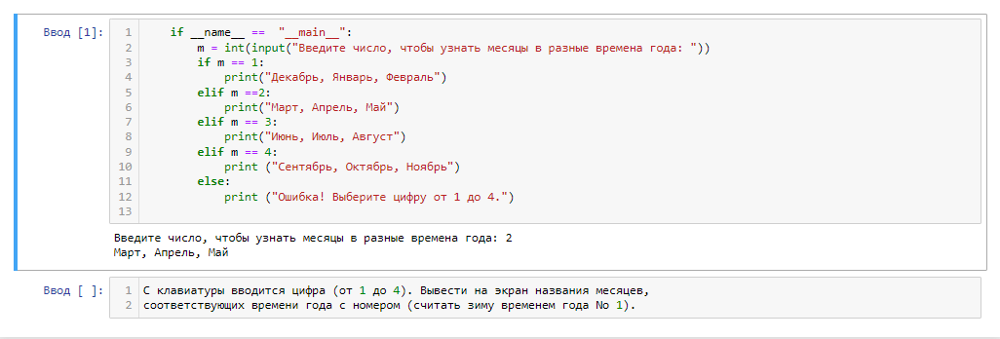 Ввод [1]:
1 if __name__ == "__main__":
2 m = int(input("Введите число, чтобы узнать месяцы в разные времена года: "))
3 if m == 1:
4 print("Декабрь, Январь, Февраль")
5 elif m ==2:
6 print("Март, Апрель, Май")
7 elif m == 3:
8 print("Июнь, Июль, Август")
9 elif m == 4:
10 print ("Сентябрь, Октябрь, Ноябрь")
11 else:
12 print ("Ошибка! Выберите цифру от 1 до 4.")
13
Введите число, чтобы узнать месяцы в разные времена года: 2
Март, Апрель, Май
Ввод [ ]:
1 С клавиатуры вводится цифра (от 1 до 4). Вывести на экран названия месяцев,
2 соответствующих времени года с номером (считать зиму временем года No 1).